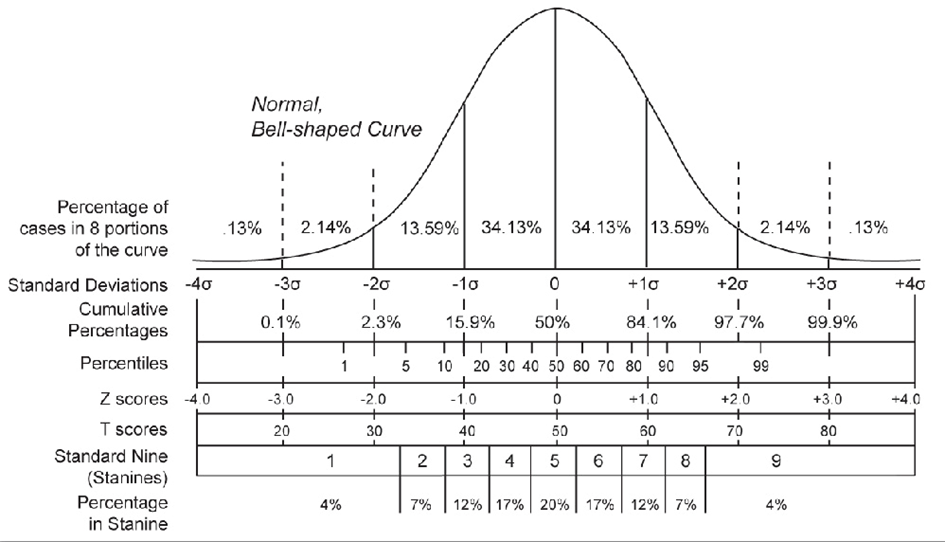 Normal,
Bell-shaped Curve
Percentage of
cases in 8 portions
of the curve
.13% 2.14% 13.59% 34.13% 34.13% 13.59% 2.14% .13%
Standard Deviations -4σ -3σ -2σ -1σ 0 +1σ +2σ +3σ +4σ
Cumulative
Percentages 0.1% 2.3% 15.9% 50% 84.1% 97.7% 99.9%
Percentiles 1 5 10 20 30 40 50 60 70 80 90 95 99
Z scores -4.0 -3.0 -2.0 -1.0 0 +1.0 +2.0 +3.0 +4.0
T scores 20 30 40 50 60 70 80
Standard Nine
(Stanines) 1 2 3 4 5 6 7 8 9
Percentage
in Stanine 4% 7% 12% 17% 20% 17% 12% 7% 4%